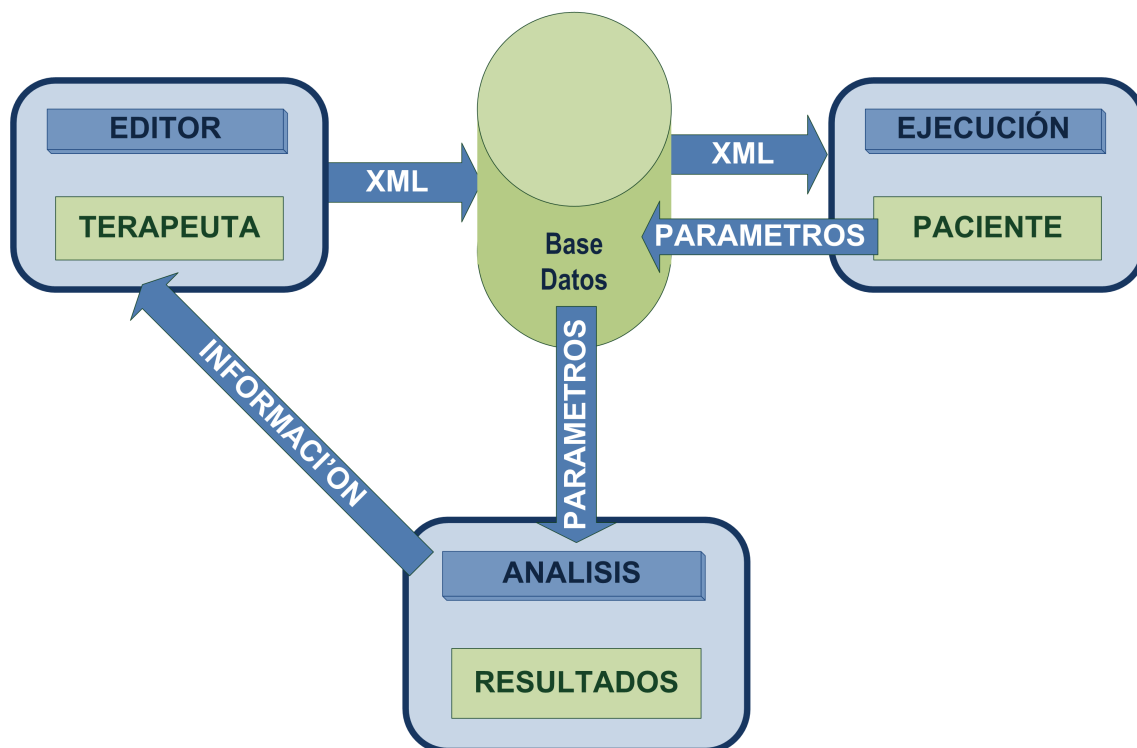 EDITOR
TERAPEUTA
XML
Base
Datos
XML
PARAMETROS
EJECUCIÓN
PACIENTE
PARAMETROS
INFORMACI’ON
ANALISIS
RESULTADOS